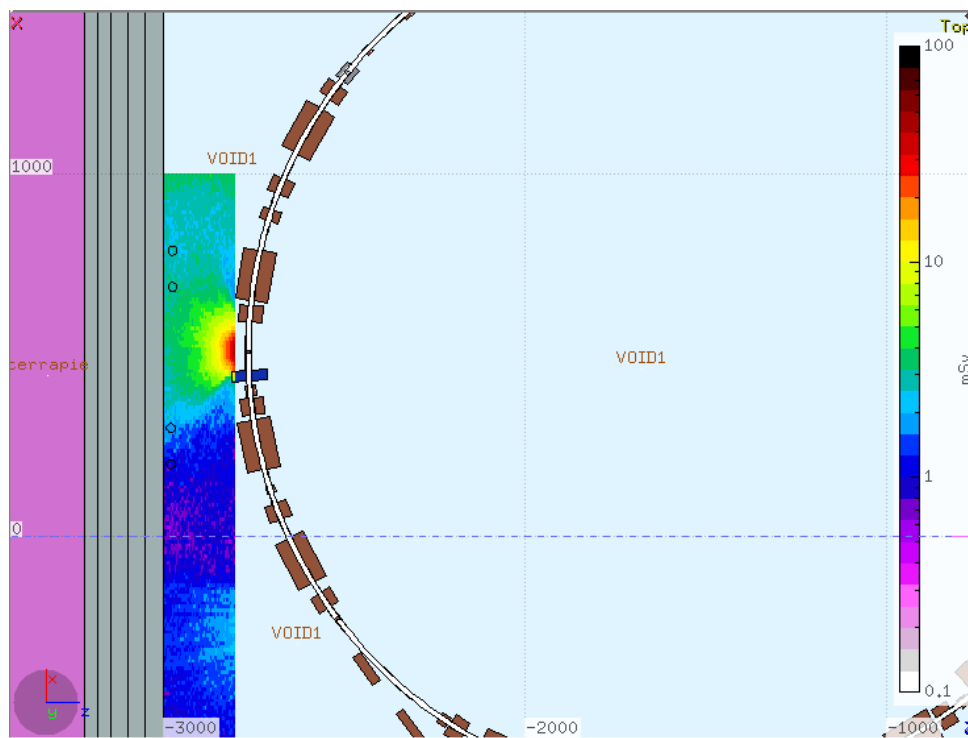 X
Top
100
VOID1
1000
10
terrapie
VOID1
mSv
1
0
VOID1
0.1
x
y
z
-3000
-2000
-1000